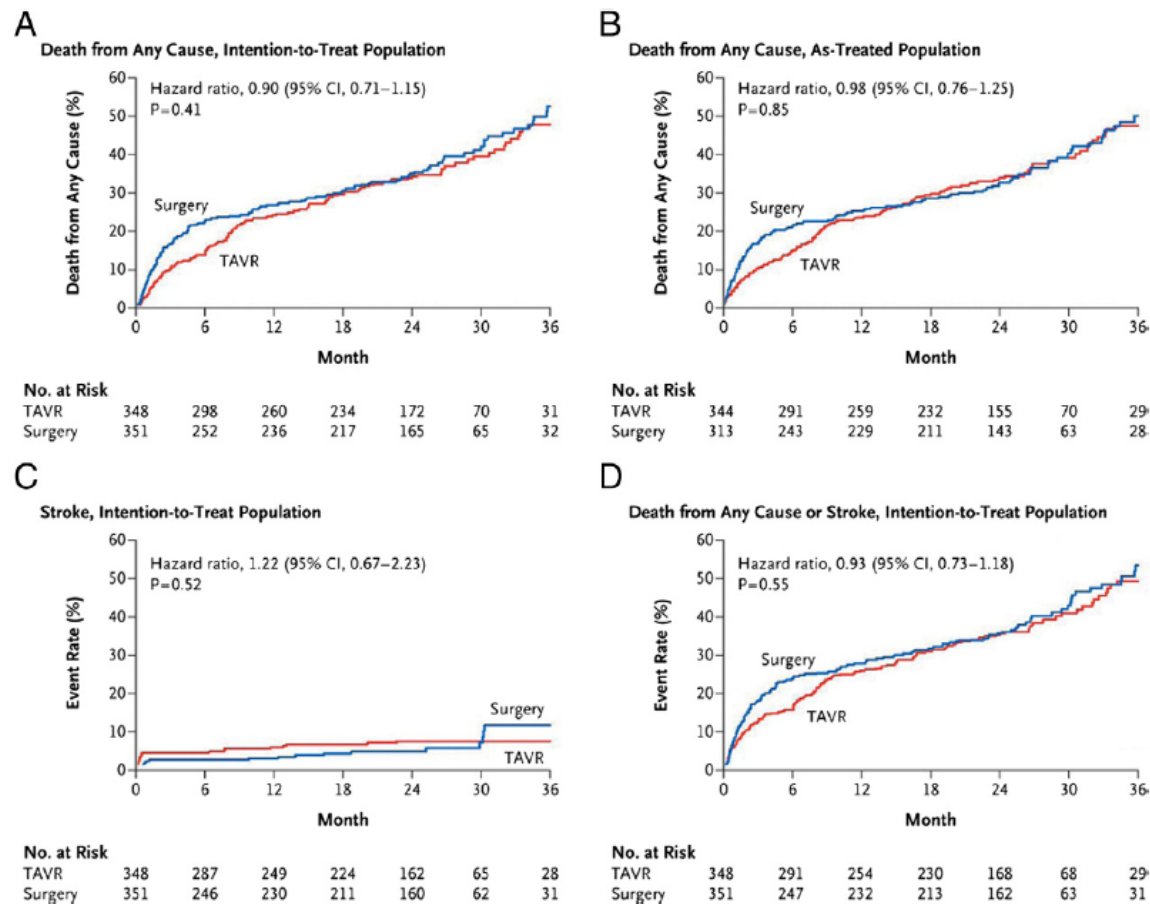 A
Death from Any Cause, Intention-to-Treat Population
Hazard ratio, 0.90 (95% CI, 0.71–1.15)
P=0.41
Death from Any Cause (%)
60
50
40
30
20
10
0
Surgery
TAVR
0 6 12 18 24 30 36
Month
No. at Risk
TAVR 348 298 260 234 172 70 31
Surgery 351 252 236 217 165 65 32
B
Death from Any Cause, As-Treated Population
Hazard ratio, 0.98 (95% CI, 0.76–1.25)
P=0.85
Death from Any Cause (%)
60
50
40
30
20
10
0
Surgery
TAVR
0 6 12 18 24 30 36
Month
No. at Risk
TAVR 344 291 259 232 155 70 29
Surgery 313 243 229 211 143 63 28
C
Stroke, Intention-to-Treat Population
Hazard ratio, 1.22 (95% CI, 0.67–2.23)
P=0.52
Event Rate (%)
60
50
40
30
20
10
0
Surgery
TAVR
0 6 12 18 24 30 36
Month
No. at Risk
TAVR 348 287 249 224 162 65 28
Surgery 351 246 230 211 160 62 31
D
Death from Any Cause or Stroke, Intention-to-Treat Population
Hazard ratio, 0.93 (95% CI, 0.73–1.18)
P=0.55
Event Rate (%)
60
50
40
30
20
10
0
Surgery
TAVR
0 6 12 18 24 30 36
Month
No. at Risk
TAVR 348 291 254 230 168 68 29
Surgery 351 247 232 213 162 63 31